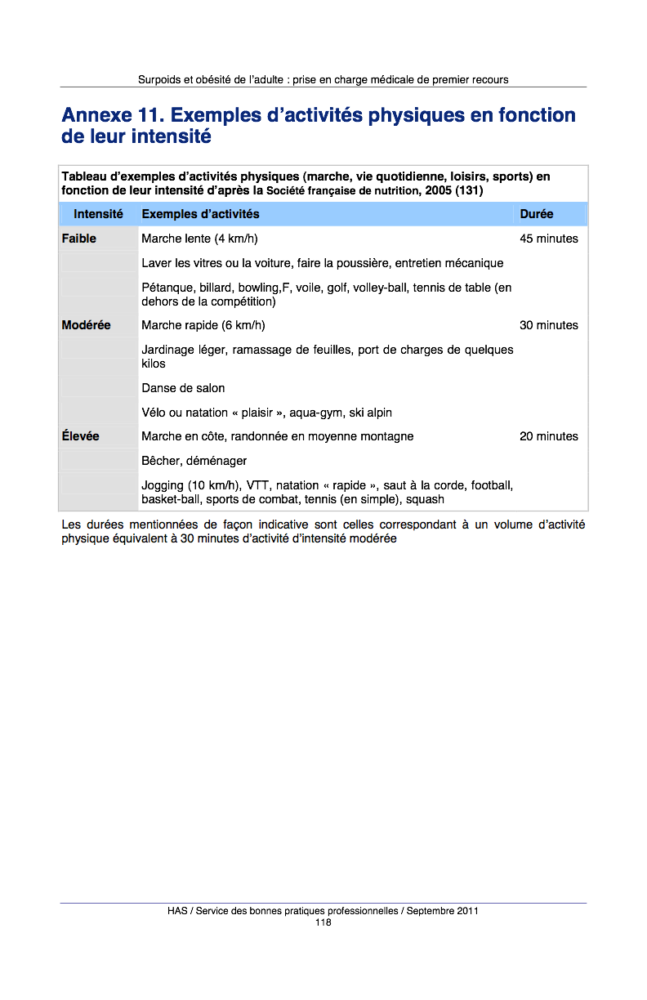 Surpoids et obésité de l’adulte : prise en charge médicale de premier recours
Annexe 11. Exemples d’activités physiques en fonction
de leur intensité
Tableau d’exemples d’activités physiques (marche, vie quotidienne, loisirs, sports) en
fonction de leur intensité d’après la Société française de nutrition, 2005 (131)
Intensité Exemples d’activités Durée
Faible Marche lente (4 km/h) 45 minutes
Laver les vitres ou la voiture, faire la poussière, entretien mécanique
Pétanque, billard, bowling,F, voile, golf, volley-ball, tennis de table (en
dehors de la compétition)
Modérée Marche rapide (6 km/h) 30 minutes
Jardinage léger, ramassage de feuilles, port de charges de quelques
kilos
Danse de salon
Vélo ou natation « plaisir », aqua-gym, ski alpin
Élevée Marche en côte, randonnée en moyenne montagne 20 minutes
Bêcher, déménager
Jogging (10 km/h), VTT, natation « rapide », saut à la corde, football,
basket-ball, sports de combat, tennis (en simple), squash
Les durées mentionnées de façon indicative sont celles correspondant à un volume d’activité
physique équivalent à 30 minutes d’activité d’intensité modérée
HAS / Service des bonnes pratiques professionnelles / Septembre 2011
118